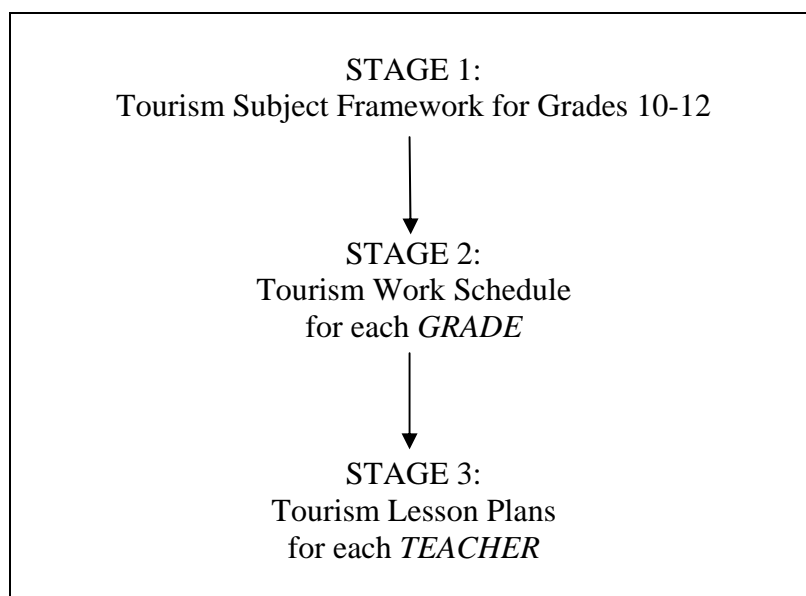 STAGE 1:
Tourism Subject Framework for Grades 10-12
STAGE 2:
Tourism Work Schedule
for each GRADE
STAGE 3:
Tourism Lesson Plans
for each TEACHER